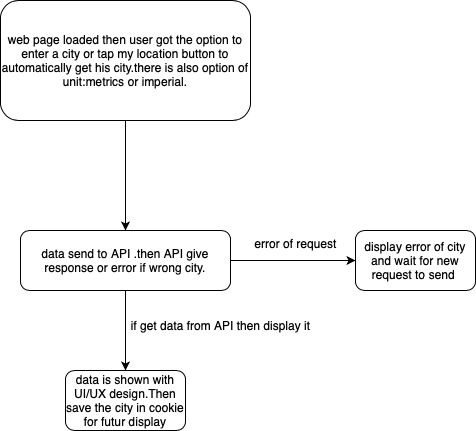 web page loaded then user got the option to
enter a city or tap my location button to
automatically get his city.there is also option of
unit:metrics or imperial.
data send to API .then API give
response or error if wrong city.
error of request
display error of city
and wait for new
request to send
if get data from API then display it
data is shown with
UI/UX design.Then
save the city in cookie
for futur display